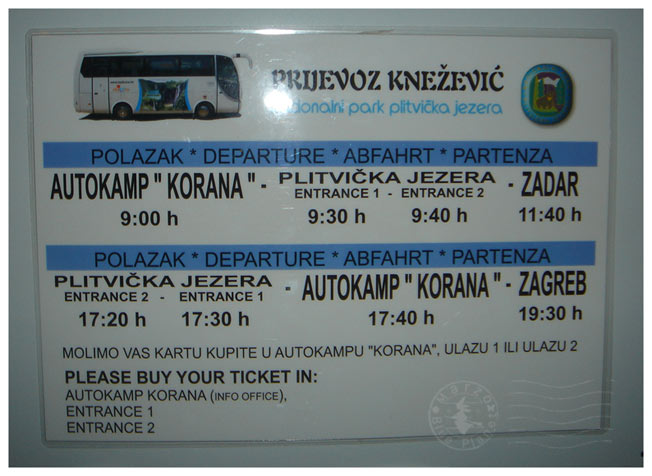 PRIJEVOZ KNEŽEVIĆ
nacionalni park plitvička jezera
POLAZAK * DEPARTURE * ABFAHRT * PARTENZA
AUTOKAMP " KORANA " - PLITVIČKA JEZERA - ZADAR
ENTRANCE 1 - ENTRANCE 2
9:00 h 9:30 h 9:40 h 11:40 h
POLAZAK * DEPARTURE * ABFAHRT * PARTENZA
PLITVIČKA JEZERA - AUTOKAMP " KORANA " - ZAGREB
ENTRANCE 2 - ENTRANCE 1
17:20 h 17:30 h 17:40 h 19:30 h
MOLIMO VAS KARTU KUPITE U AUTOKAMPU "KORANA", ULAZU 1 ILI ULAZU 2
PLEASE BUY YOUR TICKET IN:
AUTOKAMP KORANA (INFO OFFICE),
ENTRANCE 1
ENTRANCE 2